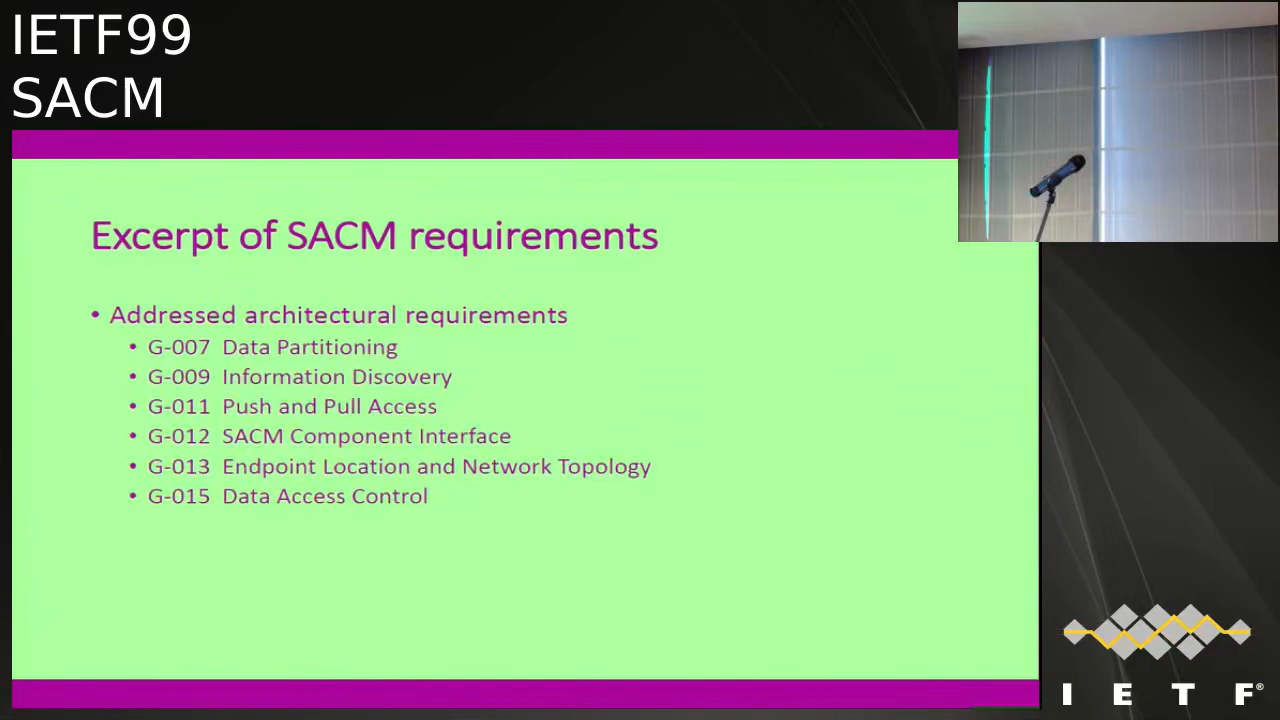 IETF99
SACM
Excerpt of SACM requirements
• Addressed architectural requirements
• G-007 Data Partitioning
• G-009 Information Discovery
• G-011 Push and Pull Access
• G-012 SACM Component Interface
• G-013 Endpoint Location and Network Topology
• G-015 Data Access Control
I E T F®